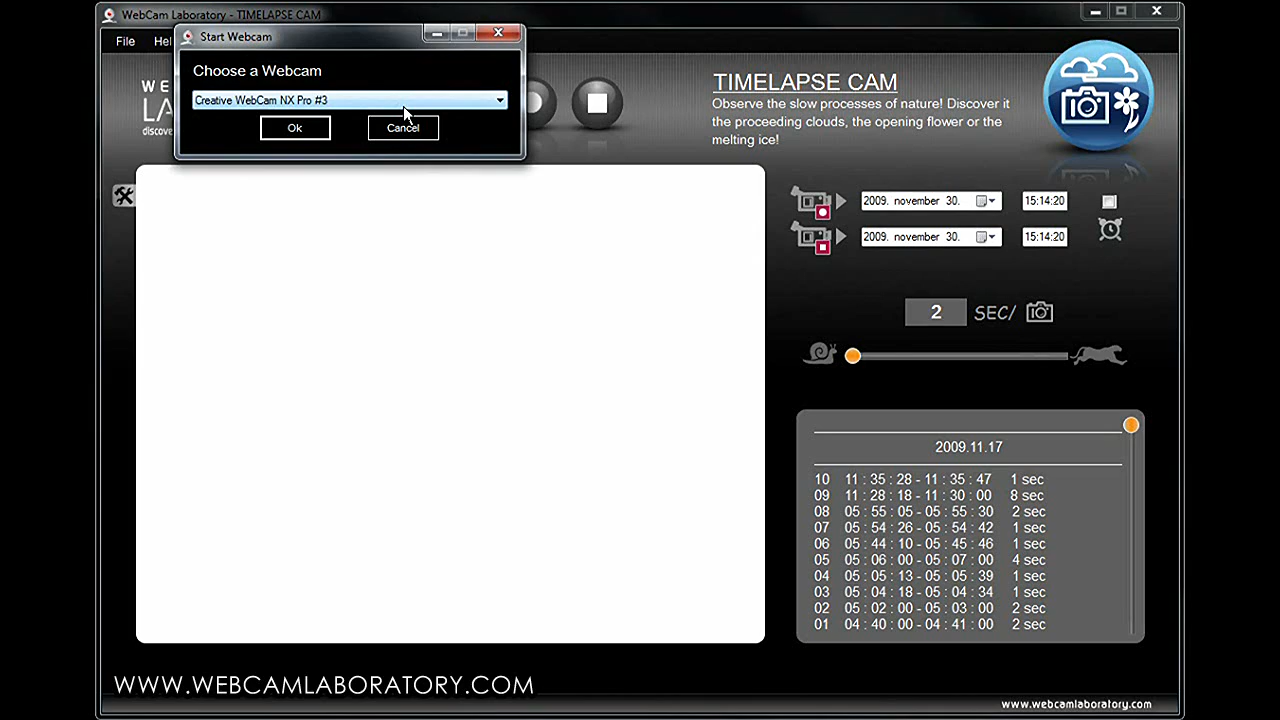 WebCam Laboratory - TIMELAPSE CAM
Start Webcam
File
Choose a Webcam
Creative WebCam NX Pro #3
Ok
Cancel
W E
LA
discove
TIMELAPSE CAM
Observe the slow processes of nature! Discover it
the proceeding clouds, the opening flower or the
melting ice!
2009. november 30.
15:14:20
2009. november 30.
15:14:20
2
SEC/
2009.11.17
10 11 : 35 : 28 - 11 : 35 : 47 1 sec
09 11 : 28 : 18 - 11 : 30 : 00 8 sec
08 05 : 55 : 05 - 05 : 55 : 30 2 sec
07 05 : 54 : 26 - 05 : 54 : 42 1 sec
06 05 : 44 : 10 - 05 : 45 : 46 1 sec
05 05 : 06 : 00 - 05 : 07 : 00 4 sec
04 05 : 05 : 13 - 05 : 05 : 39 1 sec
03 05 : 04 : 18 - 05 : 04 : 34 1 sec
02 05 : 02 : 00 - 05 : 03 : 00 2 sec
01 04 : 40 : 00 - 04 : 41 : 00 2 sec
WWW.WEBCAMLABORATORY.COM
www.webcamlaboratory.com